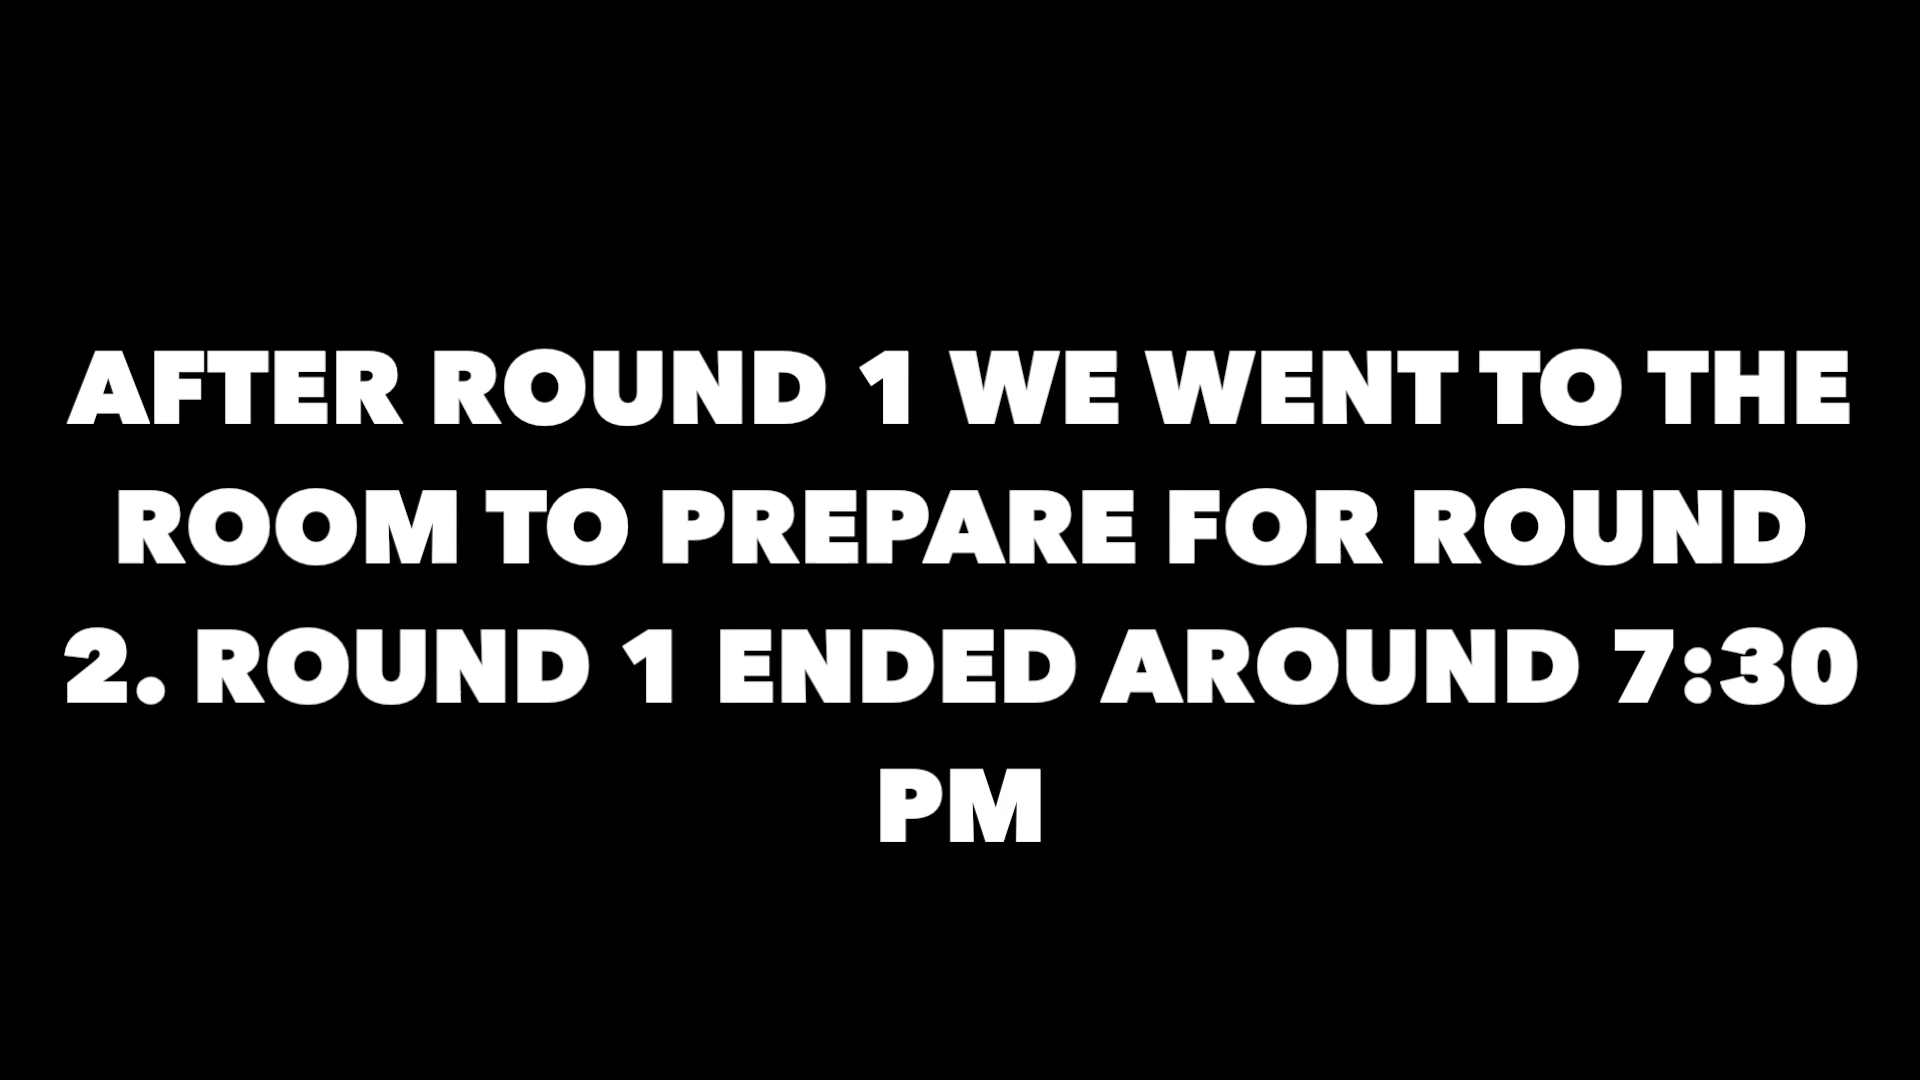 AFTER ROUND 1 WE WENT TO THE
ROOM TO PREPARE FOR ROUND
2. ROUND 1 ENDED AROUND 7:30
PM